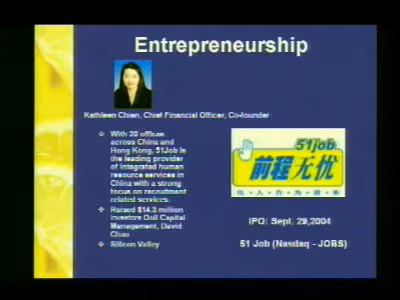 Entrepreneurship
Kathleen Chien, Chief Financial Officer, Co-founder
With 20 offices
across China and
Hong Kong, 51Job is
the leading provider
of integrated human
resource services in
China with a strong
focus on recruitment
related services.
Raised $14.3 million
investors Doll Capital
Management, David
Chao
Silicon Valley
51job
前程无忧
IPO: Sept. 29,2004
51 Job (Nasdaq - JOBS)